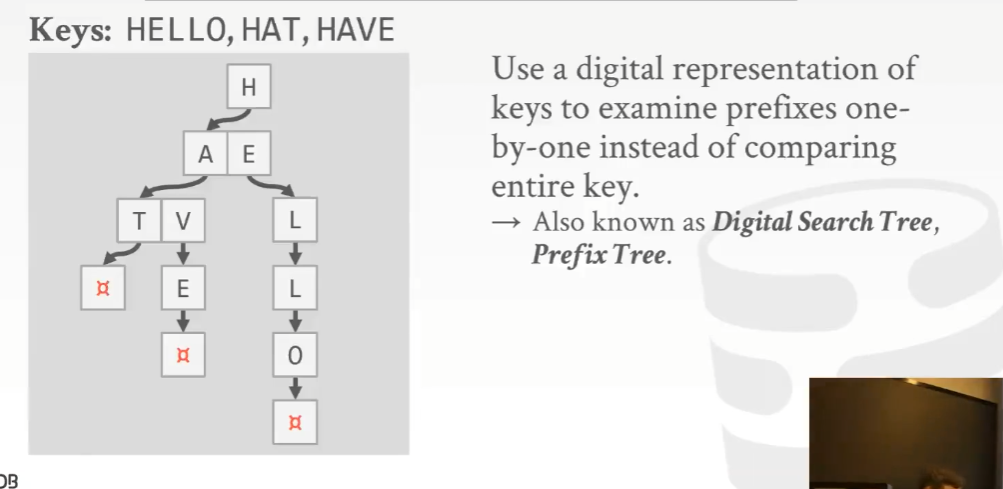 Keys: HELLO, HAT, HAVE
H
A E
T V L
¤ E L
¤ O
¤
Use a digital representation of
keys to examine prefixes one-
by-one instead of comparing
entire key.
→ Also known as Digital Search Tree,
Prefix Tree.
DB